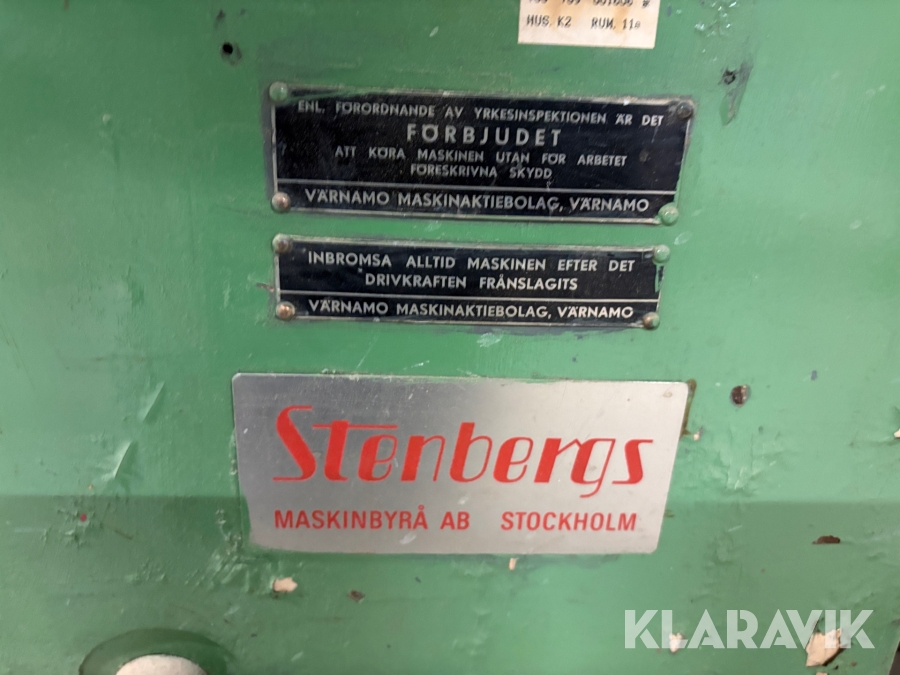 HUS. K2 RUM. 11
ENL. FÖRORDNANDE AV YRKESINSPEKTIONEN ÄR DET
FÖRBJUDET
ATT KÖRA MASKINEN UTAN FÖR ARBETET
FÖRESKRIVNA SKYDD
VÄRNAMO MASKINAKTIEBOLAG, VÄRNAMO
INBROMSA ALLTID MASKINEN EFTER DET
DRIVKRAFTEN FRÅNSLAGITS
VÄRNAMO MASKINAKTIEBOLAG, VÄRNAMO
Stenbergs
MASKINBYRÅ AB STOCKHOLM
KLARAVIK